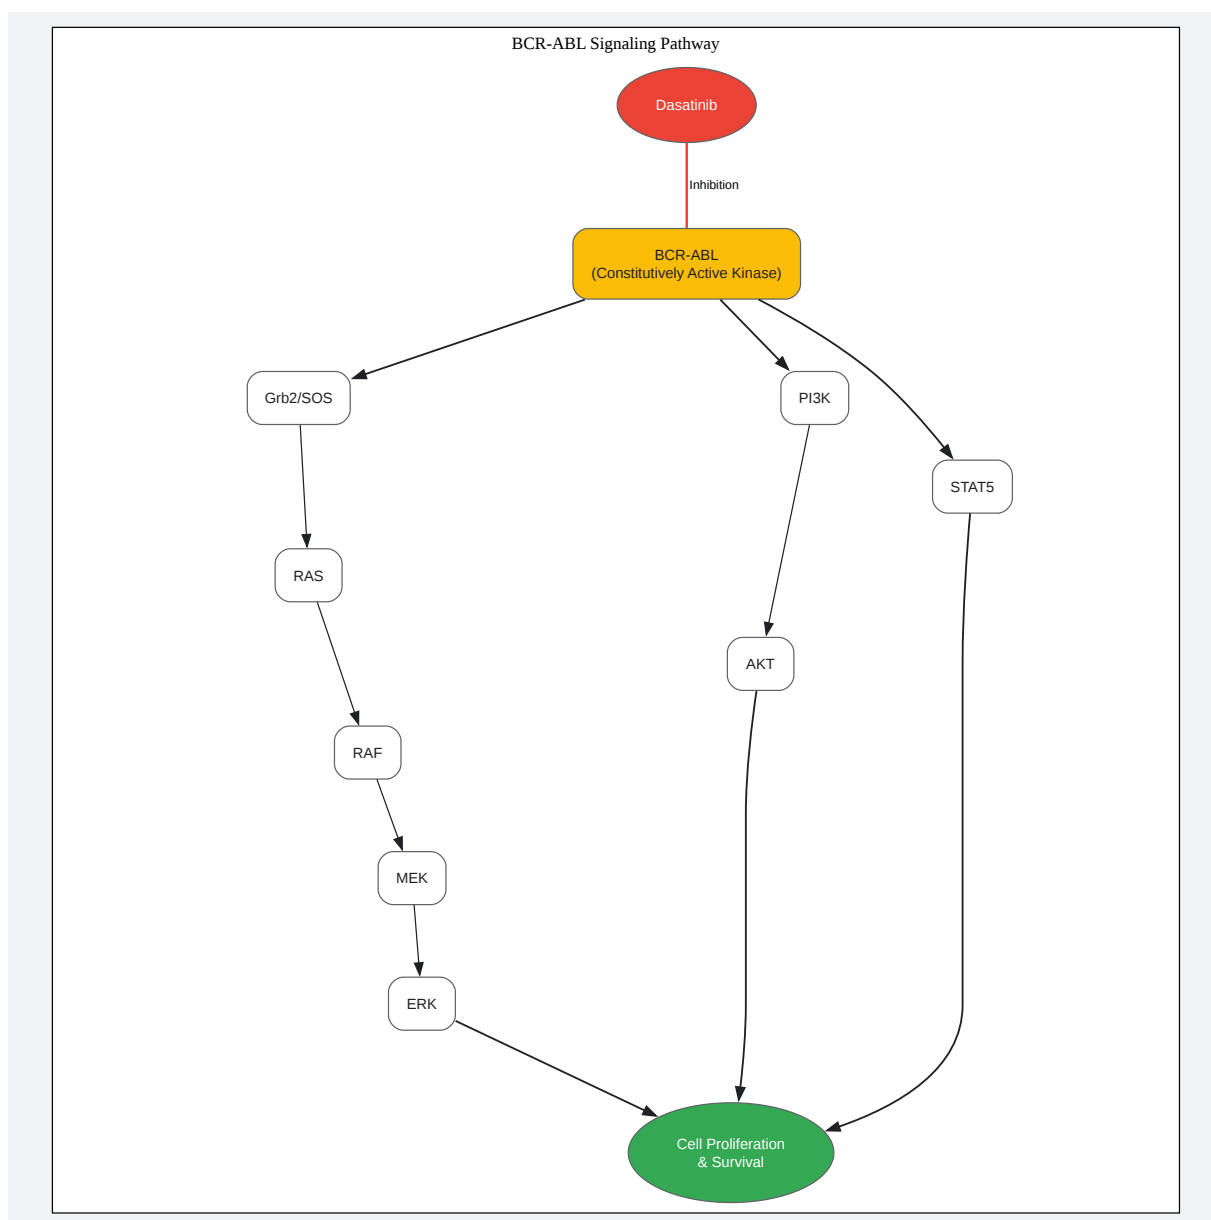 BCR-ABL Signaling Pathway
Dasatinib
Inhibition
BCR-ABL
(Constitutively Active Kinase)
Grb2/SOS
PI3K
STAT5
RAS
AKT
RAF
MEK
ERK
Cell Proliferation
& Survival